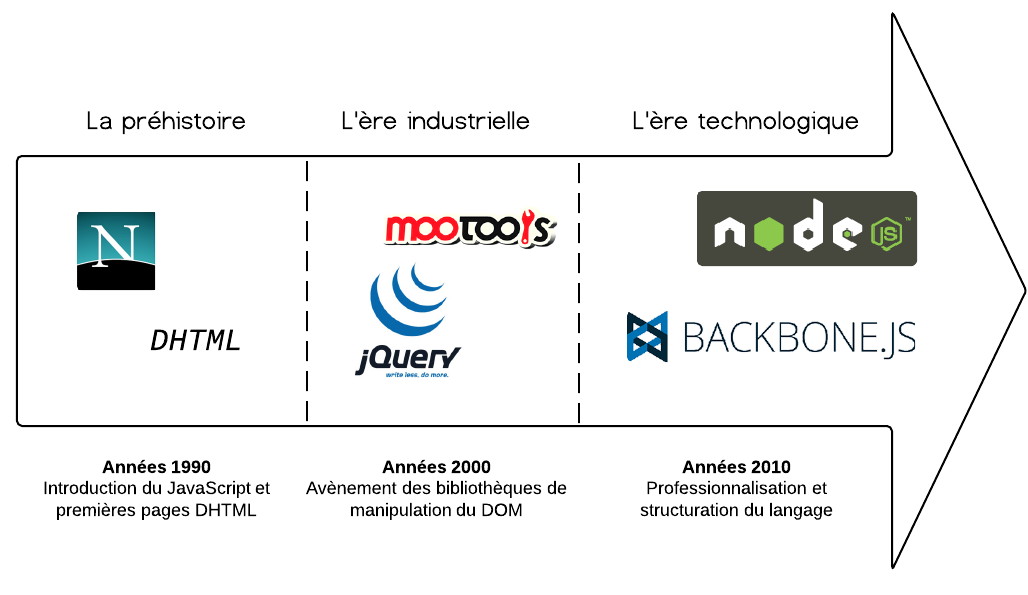 La préhistoire
L'ère industrielle
L'ère technologique
N
DHTML
mootools
jQuery
write less. do more.
node
JS
™
BACKBONE.JS
Années 1990
Introduction du JavaScript et
premières pages DHTML
Années 2000
Avènement des bibliothèques de
manipulation du DOM
Années 2010
Professionnalisation et
structuration du langage